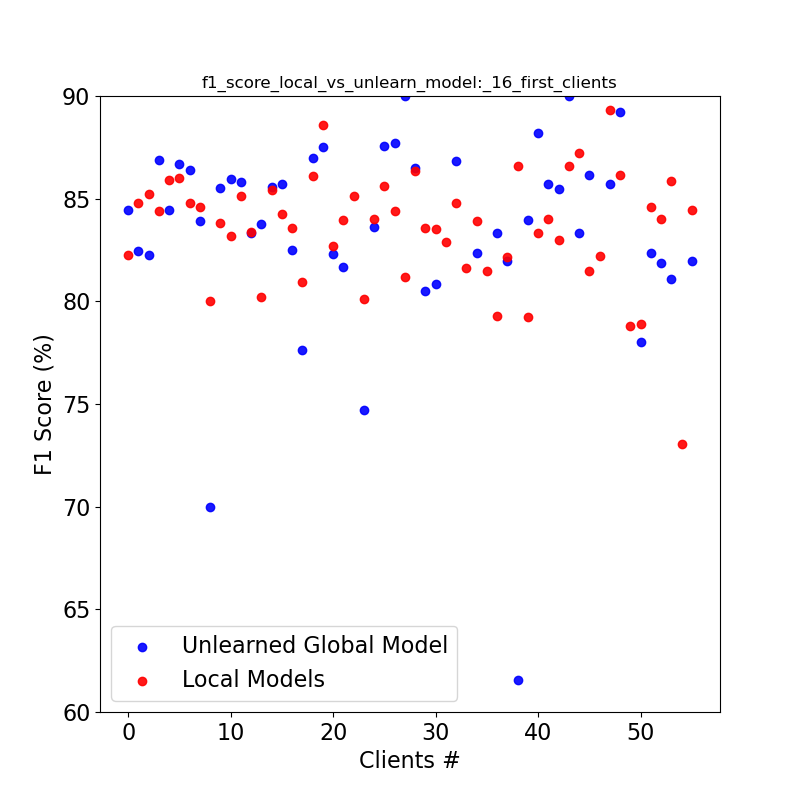 f1_score_local_vs_unlearn_model:_16_first_clients
90
85
80
75
70
65
60
F1 Score (%)
Unlearned Global Model
Local Models
0 10 20 30 40 50
Clients #